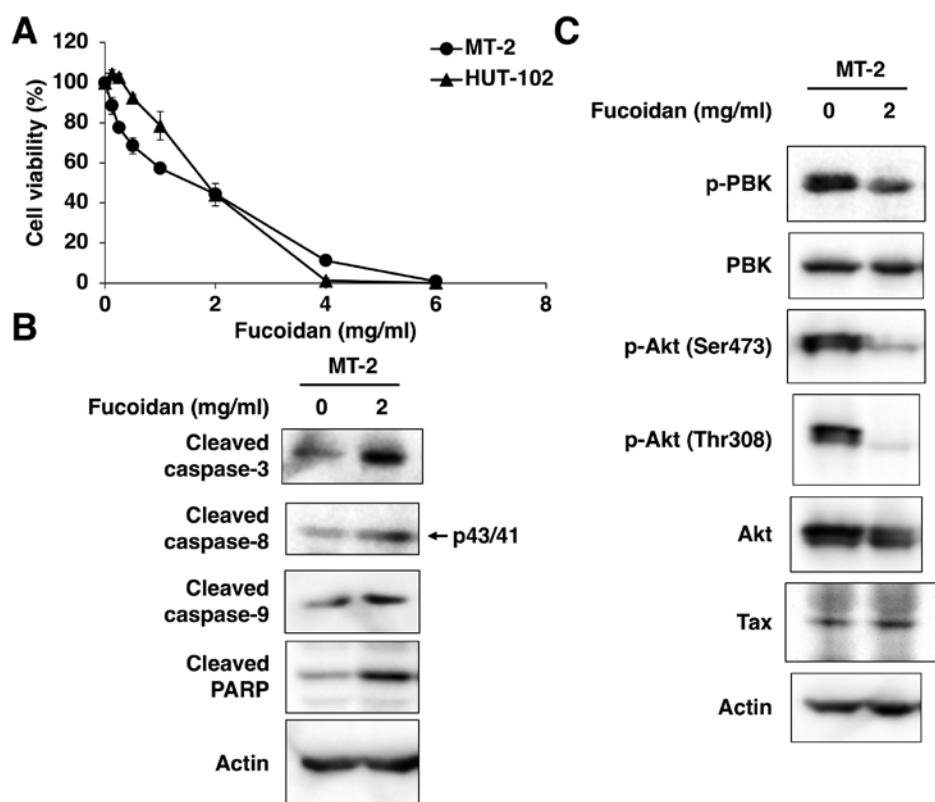 A
120
100
80
60
40
20
0
Cell viability (%)
MT-2
HUT-102
0 2 4 6 8
Fucoidan (mg/ml)
B
MT-2
Fucoidan (mg/ml) 0 2
Cleaved
caspase-3
Cleaved
caspase-8
p43/41
Cleaved
caspase-9
Cleaved
PARP
Actin
C
MT-2
Fucoidan (mg/ml) 0 2
p-PBK
PBK
p-Akt (Ser473)
p-Akt (Thr308)
Akt
Tax
Actin